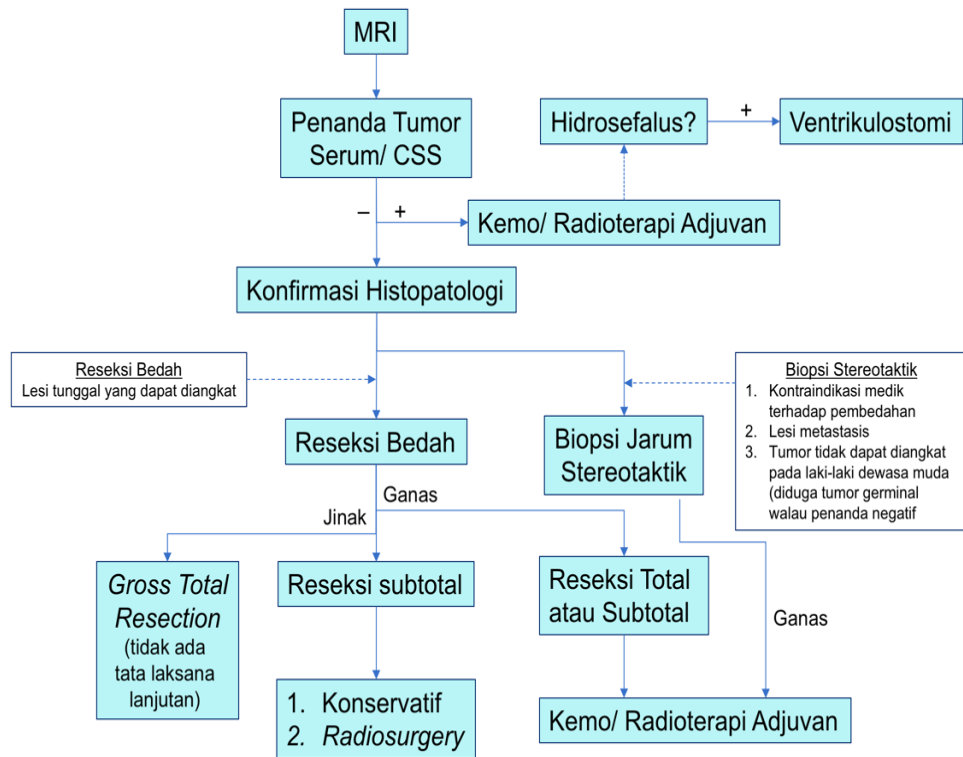 MRI
Penanda Tumor
Serum/ CSS
Hidrosefalus?
+
Ventrikulostomi
– +
Kemo/ Radioterapi Adjuvan
Konfirmasi Histopatologi
Reseksi Bedah
Lesi tunggal yang dapat diangkat
Biopsi Stereotaktik
1. Kontraindikasi medik
terhadap pembedahan
2. Lesi metastasis
3. Tumor tidak dapat diangkat
pada laki-laki dewasa muda
(diduga tumor germinal
walau penanda negatif
Reseksi Bedah
Biopsi Jarum
Stereotaktik
Ganas
Jinak
Gross Total
Resection
(tidak ada
tata laksana
lanjutan)
Reseksi subtotal
Reseksi Total
atau Subtotal
Ganas
1. Konservatif
2. Radiosurgery
Kemo/ Radioterapi Adjuvan